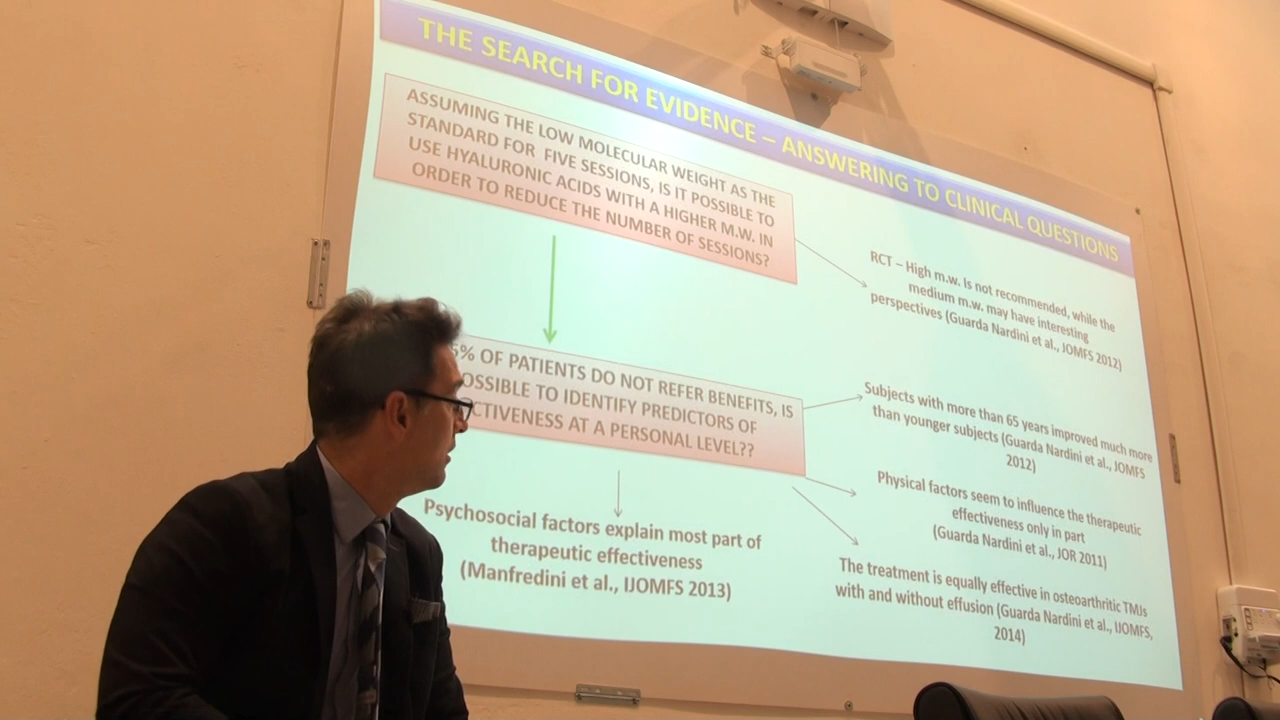 THE SEARCH FOR EVIDENCE – ANSWERING TO CLINICAL QUESTIONS
ASSUMING THE LOW MOLECULAR WEIGHT AS THE
STANDARD FOR FIVE SESSIONS, IS IT POSSIBLE TO
USE HYALURONIC ACIDS WITH A HIGHER M.W. IN
ORDER TO REDUCE THE NUMBER OF SESSIONS?
RCT – High m.w. is not recommended, while the
medium m.w. may have interesting
perspectives (Guarda Nardini et al., JOMFS 2012)
% OF PATIENTS DO NOT REFER BENEFITS, IS
OSSIBLE TO IDENTIFY PREDICTORS OF
CTIVENESS AT A PERSONAL LEVEL??
Subjects with more than 65 years improved much more
than younger subjects (Guarda Nardini et al., JOMFS
2012)
Physical factors seem to influence the therapeutic
effectiveness only in part
(Guarda Nardini et al., JOR 2011)
Psychosocial factors explain most part of
therapeutic effectiveness
(Manfredini et al., IJOMFS 2013)
The treatment is equally effective in osteoarthritic TMJs
with and without effusion (Guarda Nardini et al., IJOMFS,
2014)